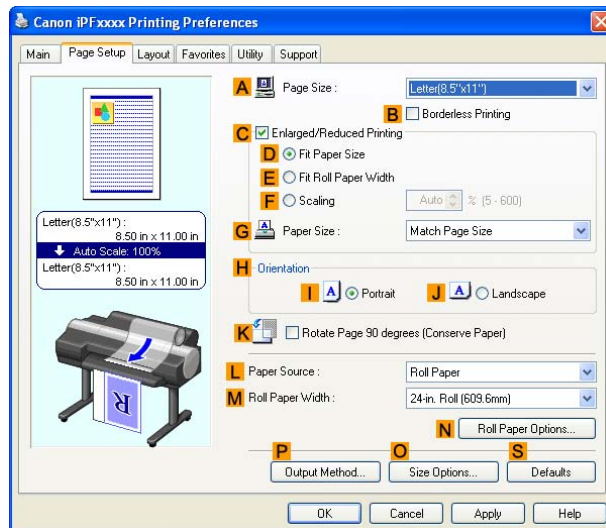 Canon iPFxxxx Printing Preferences
Main Page Setup Layout Favorites Utility Support
A Page Size : Letter(8.5"x11")
B Borderless Printing
C Enlarged/Reduced Printing
D Fit Paper Size
E Fit Roll Paper Width
F Scaling Auto % (5 - 600)
G Paper Size : Match Page Size
Letter(8.5"x11") :
8.50 in x 11.00 in
Auto Scale: 100%
Letter(8.5"x11") :
8.50 in x 11.00 in
H Orientation
I A Portrait J A Landscape
K Rotate Page 90 degrees (Conserve Paper)
R
L Paper Source : Roll Paper
M Roll Paper Width : 24-in. Roll (609.6mm)
N Roll Paper Options...
P O S
Output Method... Size Options... Defaults
OK Cancel Apply Help